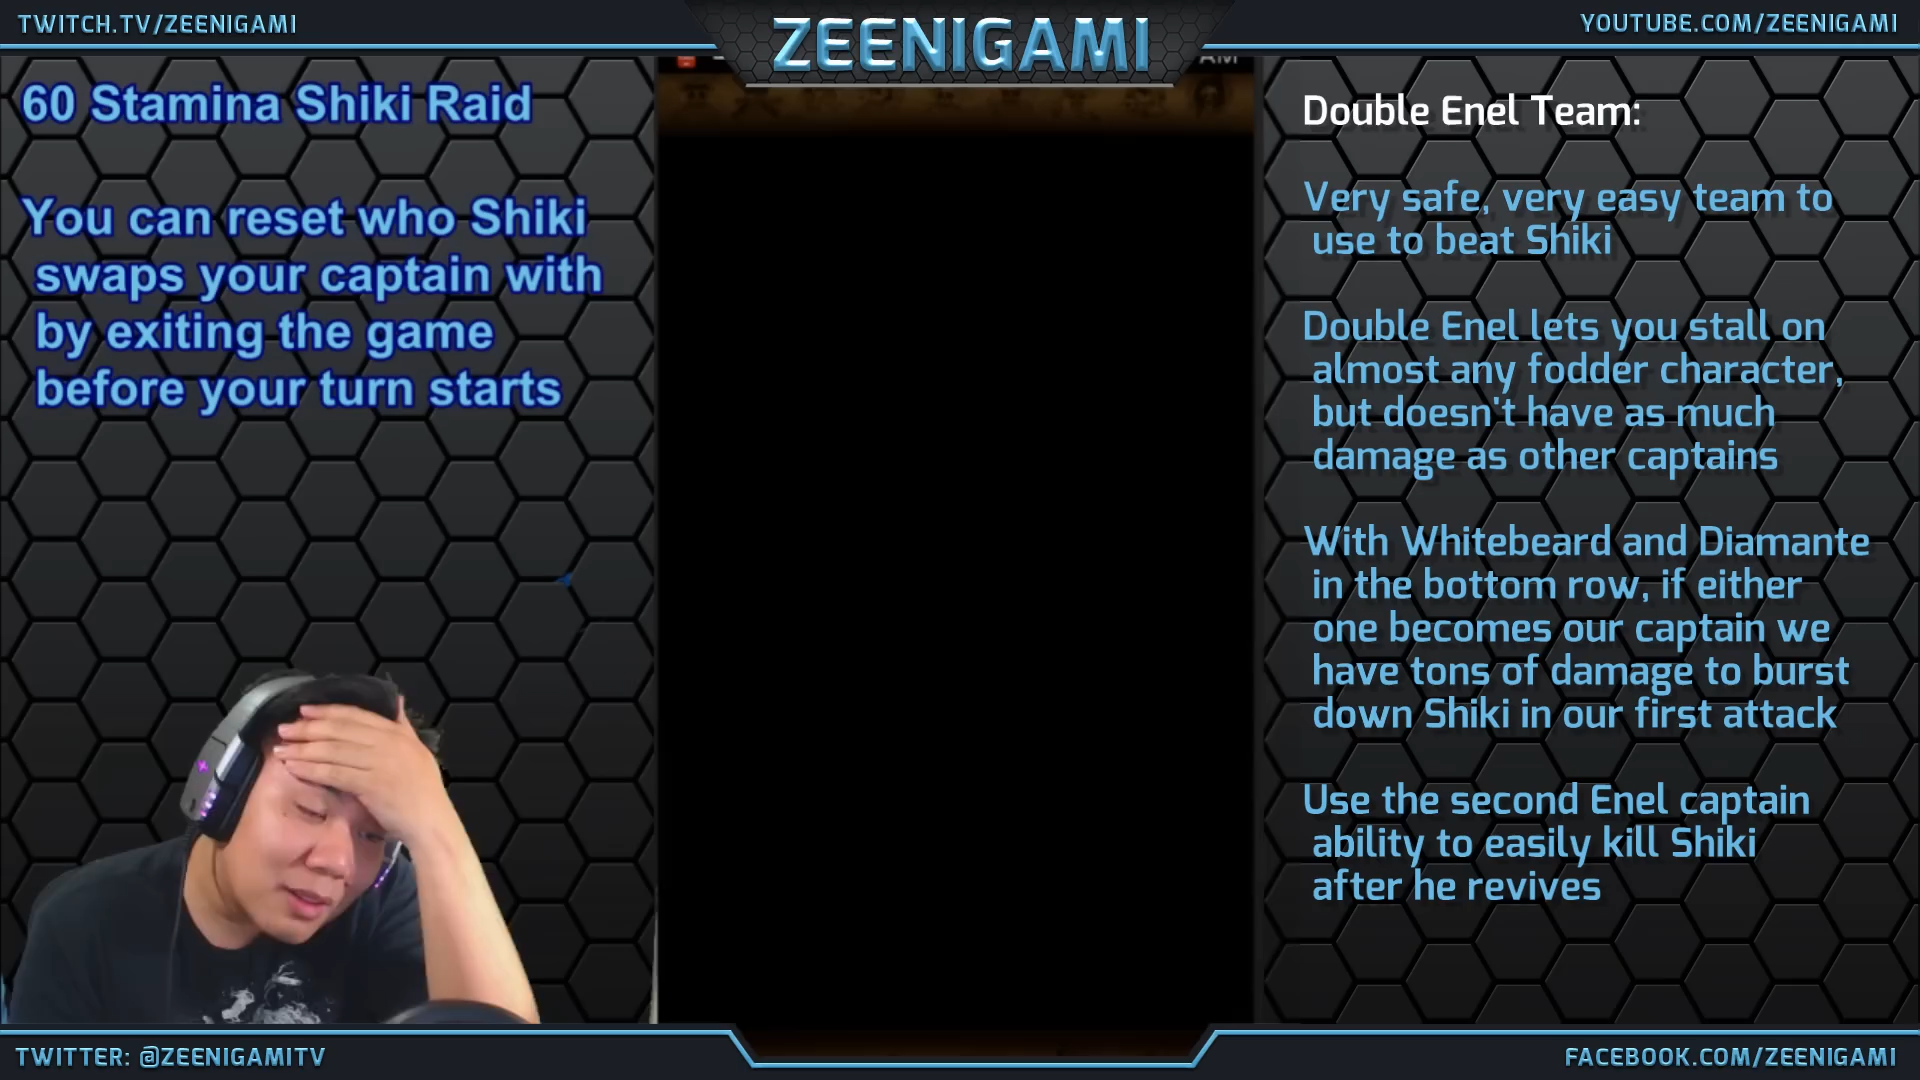 TWITCH.TV/ZEENIGAMI
ZEENIGAMI
YOUTUBE.COM/ZEENIGAMI
AM
60 Stamina Shiki Raid
You can reset who Shiki
swaps your captain with
by exiting the game
before your turn starts
Double Enel Team:
Very safe, very easy team to
use to beat Shiki
Double Enel lets you stall on
almost any fodder character,
but doesn't have as much
damage as other captains
With Whitebeard and Diamante
in the bottom row, if either
one becomes our captain we
have tons of damage to burst
down Shiki in our first attack
Use the second Enel captain
ability to easily kill Shiki
after he revives
TWITTER: @ZEENIGAMITV
FACEBOOK.COM/ZEENIGAMI